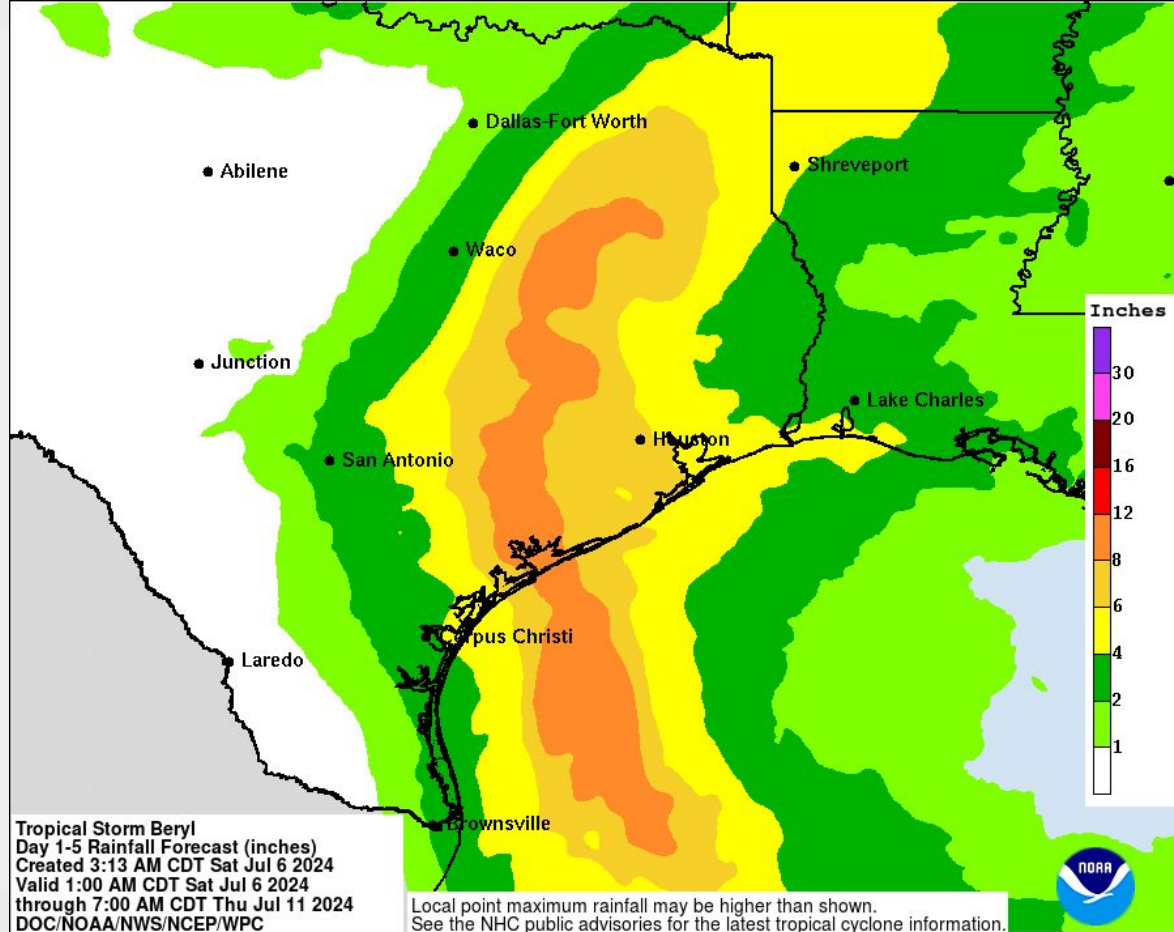 Dallas-Fort Worth
Abilene
Shreveport
Waco
Inches
Junction
30
Lake Charles
20
Houston
San Antonio
16
12
8
6
Corpus Christi
4
Laredo
2
1
Brownsville
Tropical Storm Beryl
Day 1-5 Rainfall Forecast (inches)
Created 3:13 AM CDT Sat Jul 6 2024
Valid 1:00 AM CDT Sat Jul 6 2024
through 7:00 AM CDT Thu Jul 11 2024
DOC/NOAA/NWS/NCEP/WPC
Local point maximum rainfall may be higher than shown.
See the NHC public advisories for the latest tropical cyclone information.
NOAA